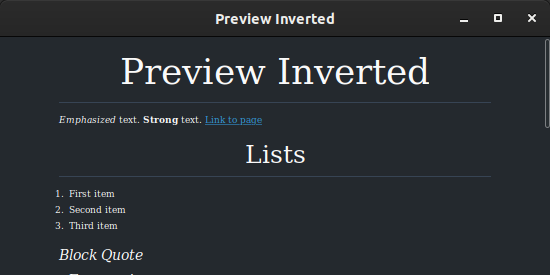 Preview Inverted
Preview Inverted
Emphasized text. Strong text. Link to page
Lists
1. First item
2. Second item
3. Third item
Block Quote